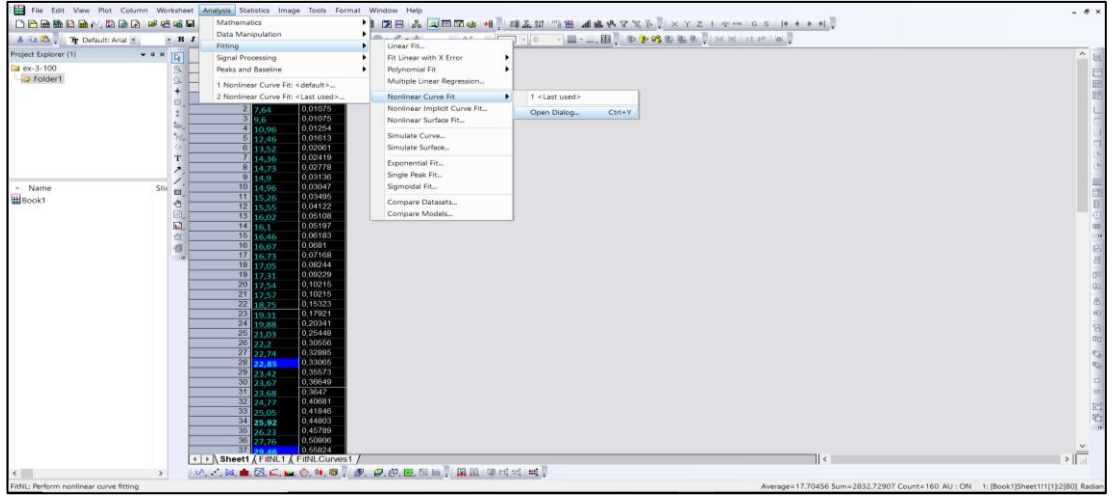 File Edit View Plot Column Worksheet Analysis Statistics Image Tools Format Window Help
Default: Arial
Project Explorer (1)
ex-3-100
Folder1
Name
Book1
Mathematics
Data Manipulation
Fitting
Signal Processing
Peaks and Baseline
1 Nonlinear Curve Fit: <default>...
2 Nonlinear Curve Fit: <Last used>...
Linear Fit...
Fit Linear with X Error
Polynomial Fit
Multiple Linear Regression...
Nonlinear Curve Fit
Nonlinear Implicit Curve Fit...
Nonlinear Surface Fit...
Simulate Curve...
Simulate Surface...
Exponential Fit...
Single Peak Fit...
Sigmoidal Fit...
Compare Datasets...
Compare Models...
1 <Last used>
Open Dialog... Ctrl+Y
2 7,64 0,01075
3 9,6 0,01075
4 10,96 0,01254
5 12,46 0,01613
6 13,52 0,02061
7 14,36 0,02419
8 14,73 0,02778
9 14,9 0,03136
10 14,96 0,03047
11 15,26 0,03495
12 15,55 0,04122
13 16,02 0,05108
14 16,1 0,05197
15 16,46 0,06183
16 16,67 0,0681
17 16,73 0,07168
18 17,05 0,08244
19 17,31 0,09229
20 17,54 0,10215
21 17,57 0,10215
22 18,75 0,15323
23 19,31 0,17921
24 19,88 0,20341
25 21,03 0,25448
26 22,2 0,30556
27 22,74 0,32885
28 22,85 0,33065
29 23,42 0,35573
30 23,67 0,36649
31 23,68 0,3647
32 24,77 0,40681
33 25,05 0,41846
34 25,92 0,44803
35 26,23 0,45789
36 27,76 0,50806
37 29,46 0,55824
Sheet1 FitNL1 FitNLCurves1
FitNL: Perform nonlinear curve fitting
Average=17.70456 Sum=2832.72907 Count=160 AU : ON 1: [Book1]Sheet1!1[1]:2[80] Radian